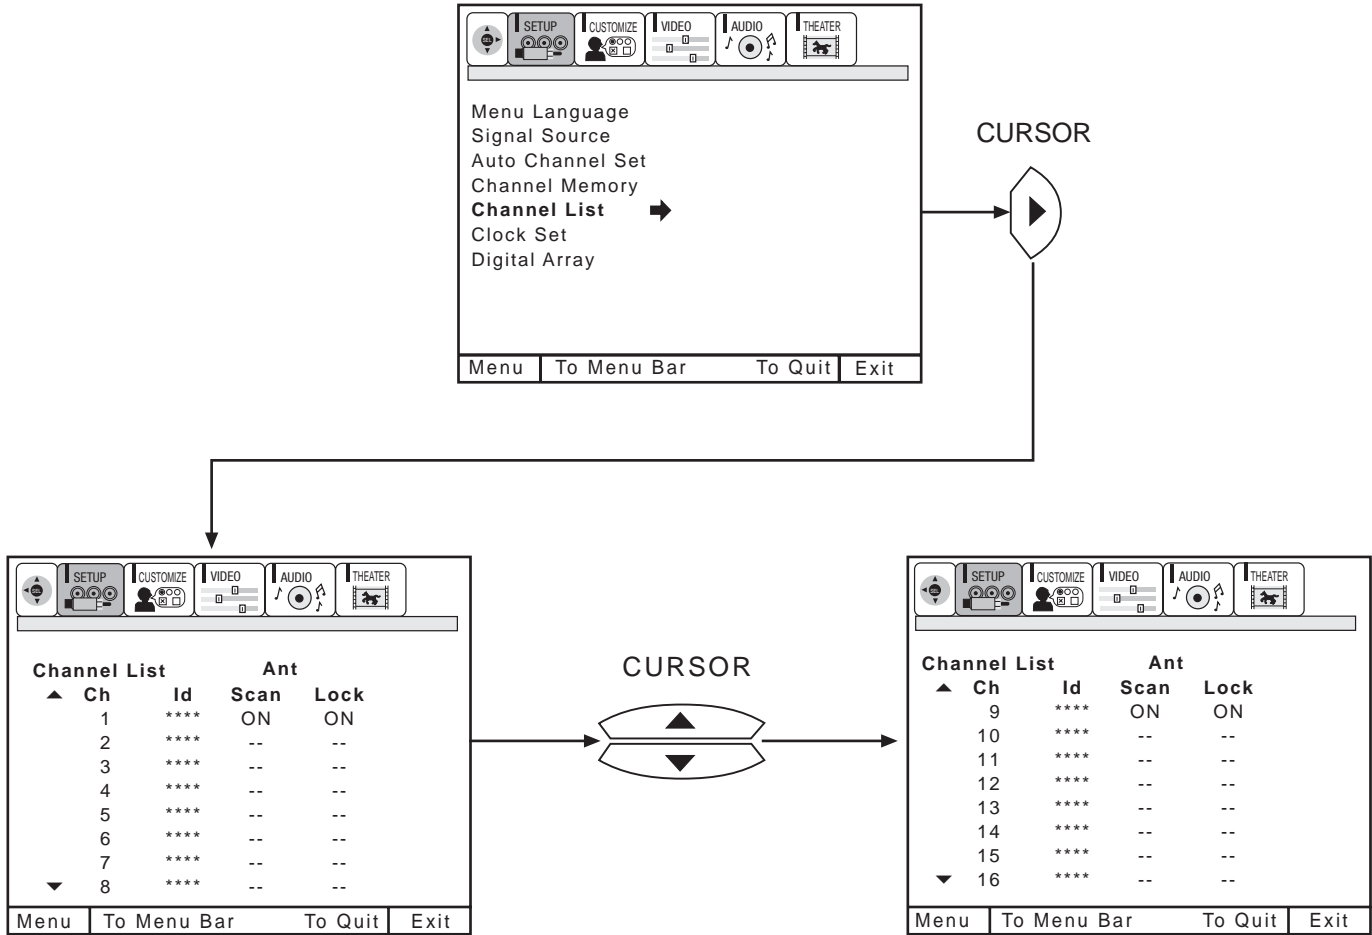 SEL SETUP CUSTOMIZE VIDEO AUDIO THEATER
Menu Language
Signal Source
Auto Channel Set
Channel Memory
Channel List
Clock Set
Digital Array
Menu To Menu Bar To Quit Exit
CURSOR
SEL SETUP CUSTOMIZE VIDEO AUDIO THEATER
Channel List Ant
Ch Id Scan Lock
1 **** ON ON
2 **** -- --
3 **** -- --
4 **** -- --
5 **** -- --
6 **** -- --
7 **** -- --
8 **** -- --
Menu To Menu Bar To Quit Exit
CURSOR
SEL SETUP CUSTOMIZE VIDEO AUDIO THEATER
Channel List Ant
Ch Id Scan Lock
9 **** ON ON
10 **** -- --
11 **** -- --
12 **** -- --
13 **** -- --
14 **** -- --
15 **** -- --
16 **** -- --
Menu To Menu Bar To Quit Exit